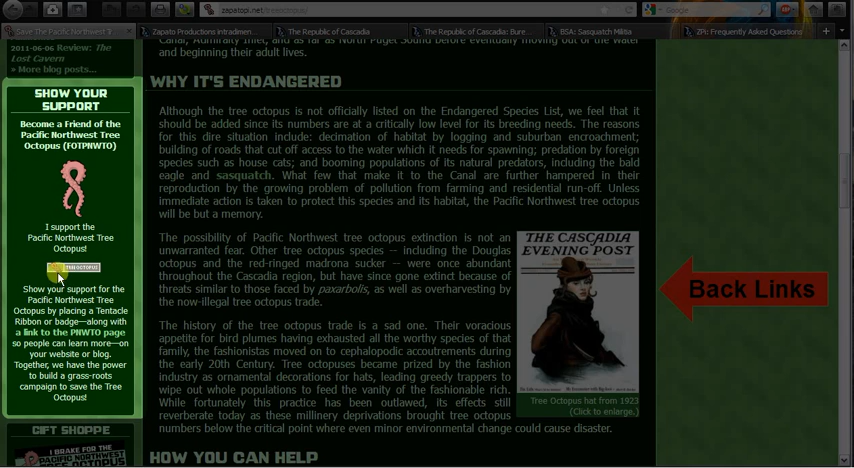 zapatopi.net/treeoctopus/
Google
Save The Pacific Northwest Tr
Zapato Productions intradimen...
The Republic of Cascadia
The Republic of Cascadia: Bure...
BSA: Sasquatch Militia
ZPi: Frequently Asked Questions
2011-06-06 Review: The
Lost Cavern
» More blog posts...
SHOW YOUR
SUPPORT
Become a Friend of the
Pacific Northwest Tree
Octopus (FOTPNWTO)
I support the
Pacific Northwest Tree
Octopus!
TREE OCTOPUS
Show your support for the
Pacific Northwest Tree
Octopus by placing a Tentacle
Ribbon or badge—along with
a link to the PNWTO page
so people can learn more—on
your website or blog.
Together, we have the power
to build a grass-roots
campaign to save the Tree
Octopus!
GIFT SHOPPE
I BRAKE FOR THE
PACIFIC NORTHWEST
TREE OCTOPUS
Canal, Admiralty Inlet, and as far as North Puget Sound before eventually moving out of the water
and beginning their adult lives.
WHY IT'S ENDANGERED
Although the tree octopus is not officially listed on the Endangered Species List, we feel that it
should be added since its numbers are at a critically low level for its breeding needs. The reasons
for this dire situation include: decimation of habitat by logging and suburban encroachment;
building of roads that cut off access to the water which it needs for spawning; predation by foreign
species such as house cats; and booming populations of its natural predators, including the bald
eagle and sasquatch. What few that make it to the Canal are further hampered in their
reproduction by the growing problem of pollution from farming and residential run-off. Unless
immediate action is taken to protect this species and its habitat, the Pacific Northwest tree octopus
will be but a memory.
The possibility of Pacific Northwest tree octopus extinction is not an
unwarranted fear. Other tree octopus species -- including the Douglas
octopus and the red-ringed madrona sucker -- were once abundant
throughout the Cascadia region, but have since gone extinct because of
threats similar to those faced by paxarbolis, as well as overharvesting by
the now-illegal tree octopus trade.
The history of the tree octopus trade is a sad one. Their voracious
appetite for bird plumes having exhausted all the worthy species of that
family, the fashionistas moved on to cephalopodic accoutrements during
the early 20th Century. Tree octopuses became prized by the fashion
industry as ornamental decorations for hats, leading greedy trappers to
wipe out whole populations to feed the vanity of the fashionable rich.
While fortunately this practice has been outlawed, its effects still
reverberate today as these millinery deprivations brought tree octopus
numbers below the critical point where even minor environmental change could cause disaster.
THE CASCADIA
EVENING POST
Tree Octopus hat from 1923
(Click to enlarge.)
Back Links
HOW YOU CAN HELP